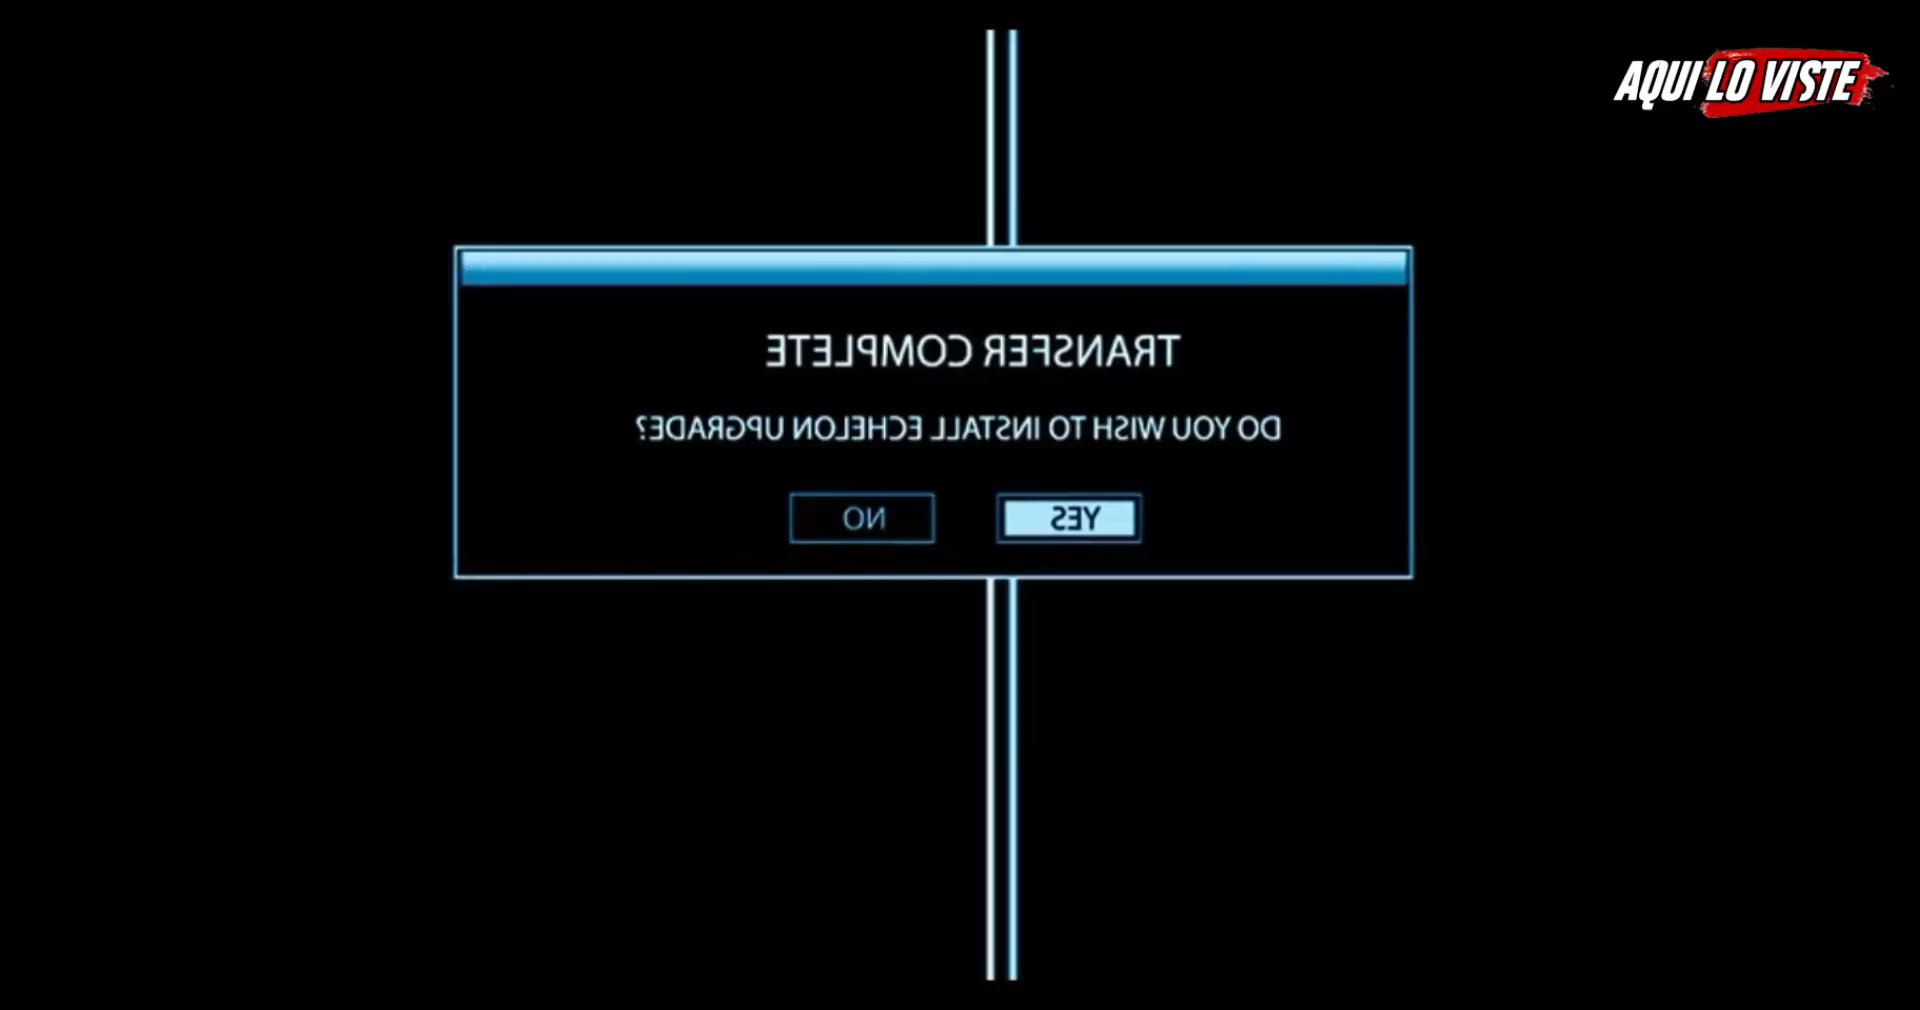 AQUI LO VISTE
TRANSFER COMPLETE
DO YOU WISH TO INSTALL ECHELON UPGRADE?
YES NO